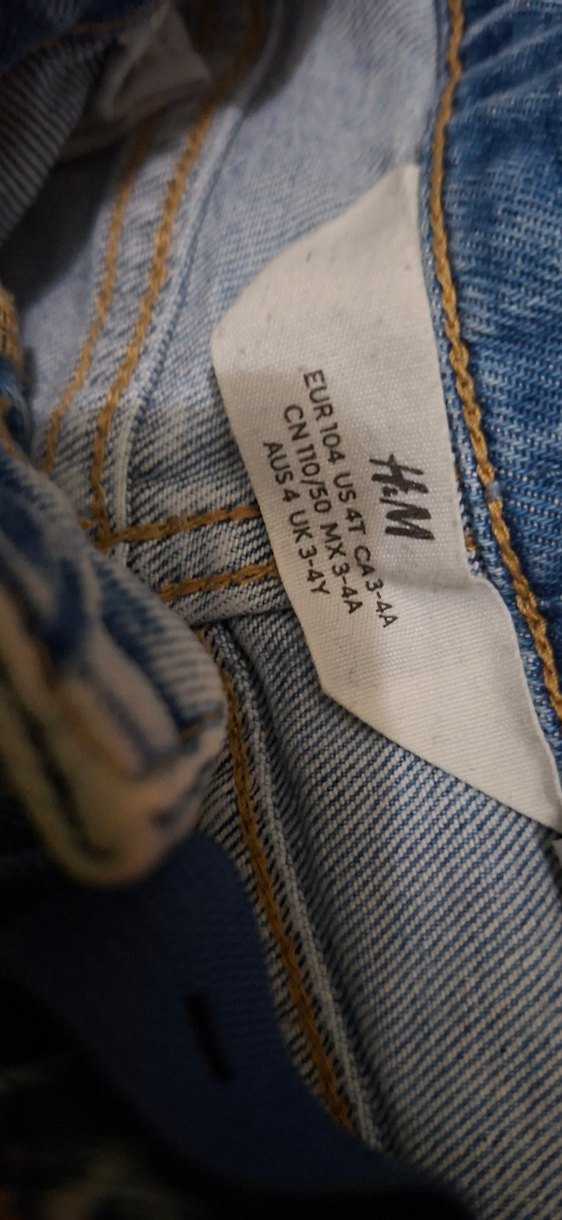 H&M
EUR 104 US 4T CA 3-4A
CN 110/50 MX 3-4A
AUS 4 UK 3-4Y